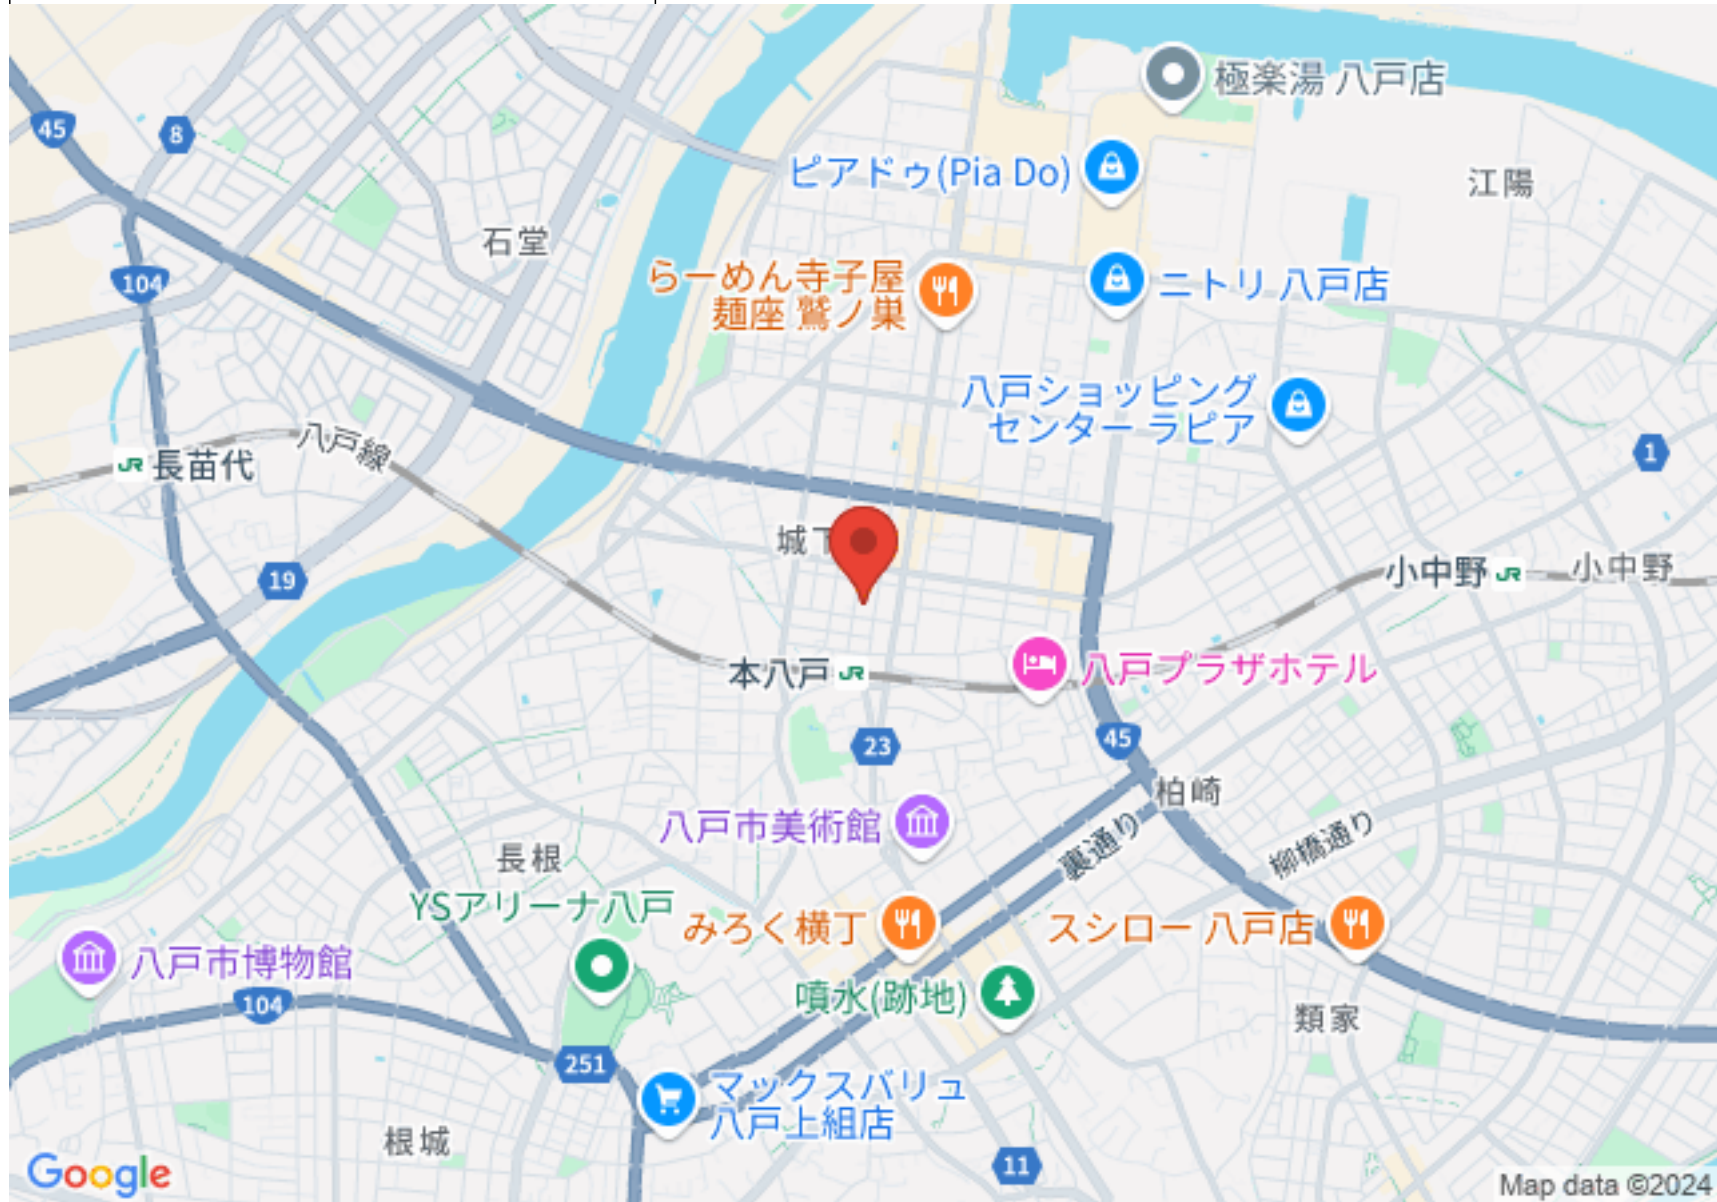 極楽湯 八戸店
45
8
ピアドゥ(Pia Do)
江陽
石堂
104
らーめん寺子屋
麺座 鷲ノ巣
ニトリ 八戸店
八戸ショッピング
センター ラピア
八戸線
1
JR 長苗代
城下
19
小中野 JR
小中野
本八戸 JR
八戸プラザホテル
23
45
柏崎
八戸市美術館
裏通り
柳橋通り
長根
YSアリーナ八戸
みろく横丁
スシロー 八戸店
八戸市博物館
噴水(跡地)
104
類家
251
マックスバリュ
八戸上組店
根城
11
Google
Map data ©2024